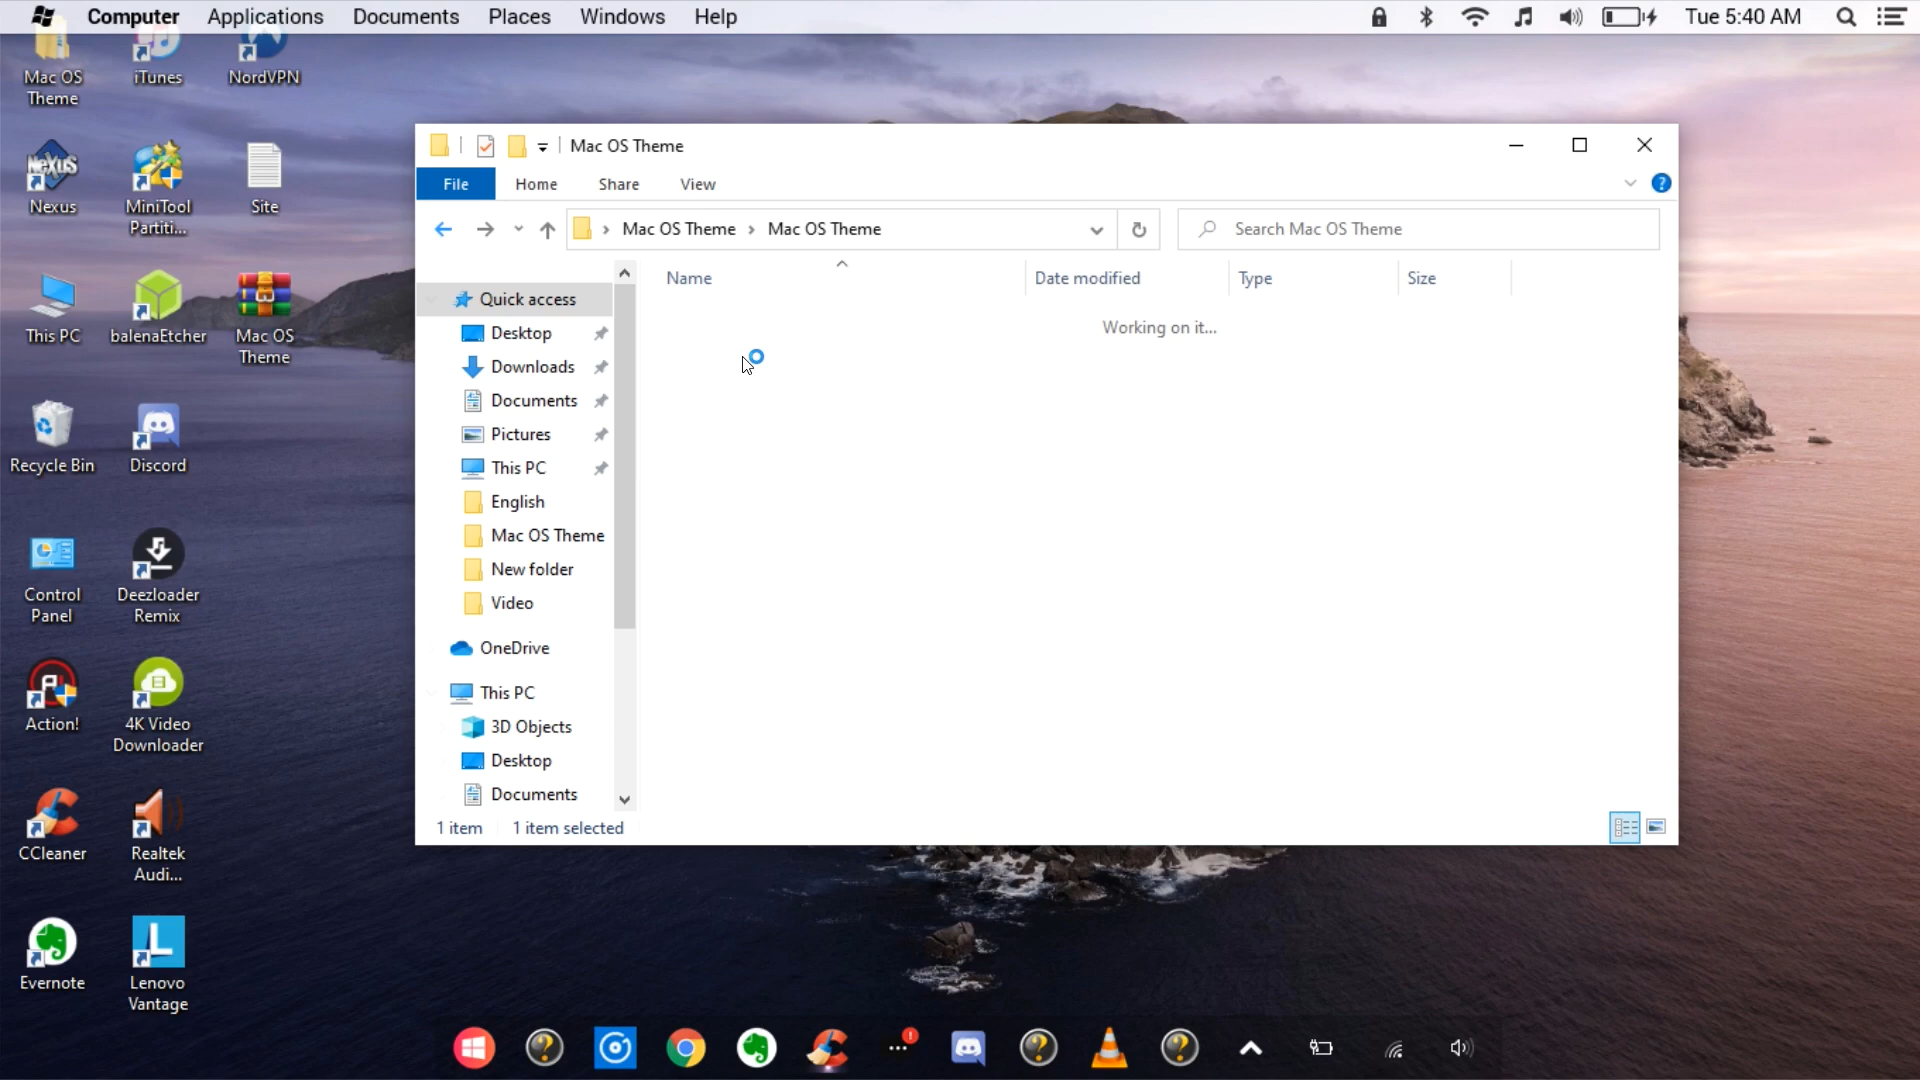 Computer Applications Documents Places Windows Help Tue 5:40 AM
Mac OS
Theme
iTunes
NordVPN
Nexus
MiniTool
Partiti...
Site
This PC
balenaEtcher
Mac OS
Theme
Recycle Bin
Discord
Control
Panel
Deezloader
Remix
Action!
4K Video
Downloader
CCleaner
Realtek
Audi...
Evernote
Lenovo
Vantage
Mac OS Theme
File Home Share View
Mac OS Theme Mac OS Theme
Search Mac OS Theme
Name Date modified Type Size
Working on it...
Quick access
Desktop
Downloads
Documents
Pictures
This PC
English
Mac OS Theme
New folder
Video
OneDrive
This PC
3D Objects
Desktop
Documents
1 item 1 item selected